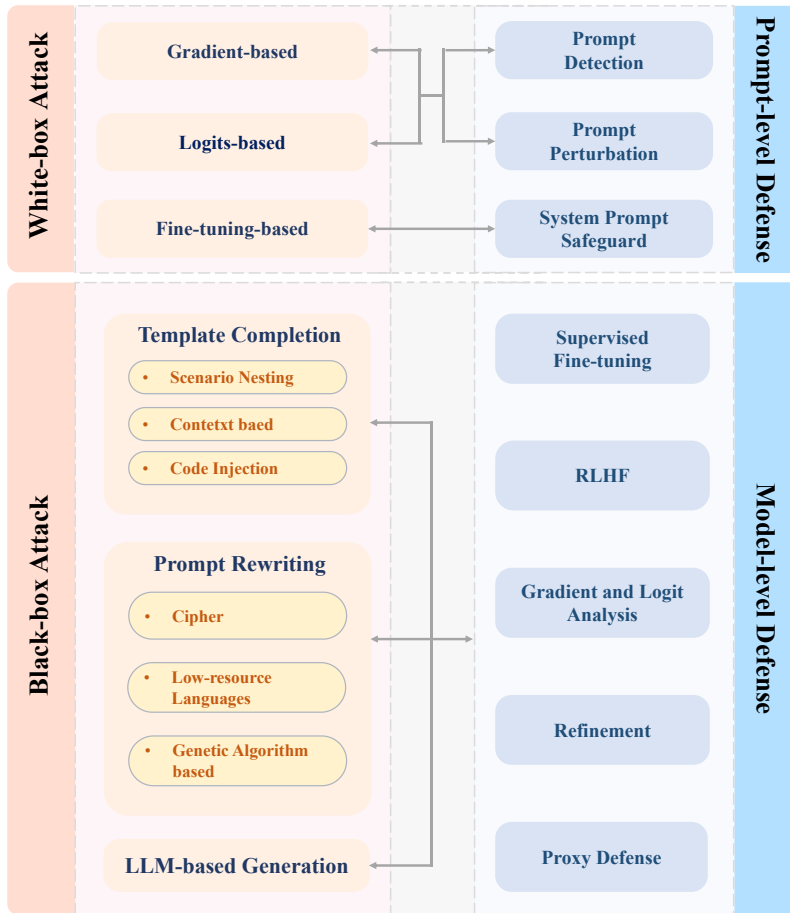 White-box Attack
Gradient-based
Logits-based
Fine-tuning-based
Prompt
Detection
Prompt
Perturbation
System Prompt
Safeguard
Prompt-level Defense
Black-box Attack
Template Completion
• Scenario Nesting
• Contetxt baed
• Code Injection
Prompt Rewriting
• Cipher
• Low-resource
Languages
• Genetic Algorithm
based
LLM-based Generation
Supervised
Fine-tuning
RLHF
Gradient and Logit
Analysis
Refinement
Proxy Defense
Model-level Defense